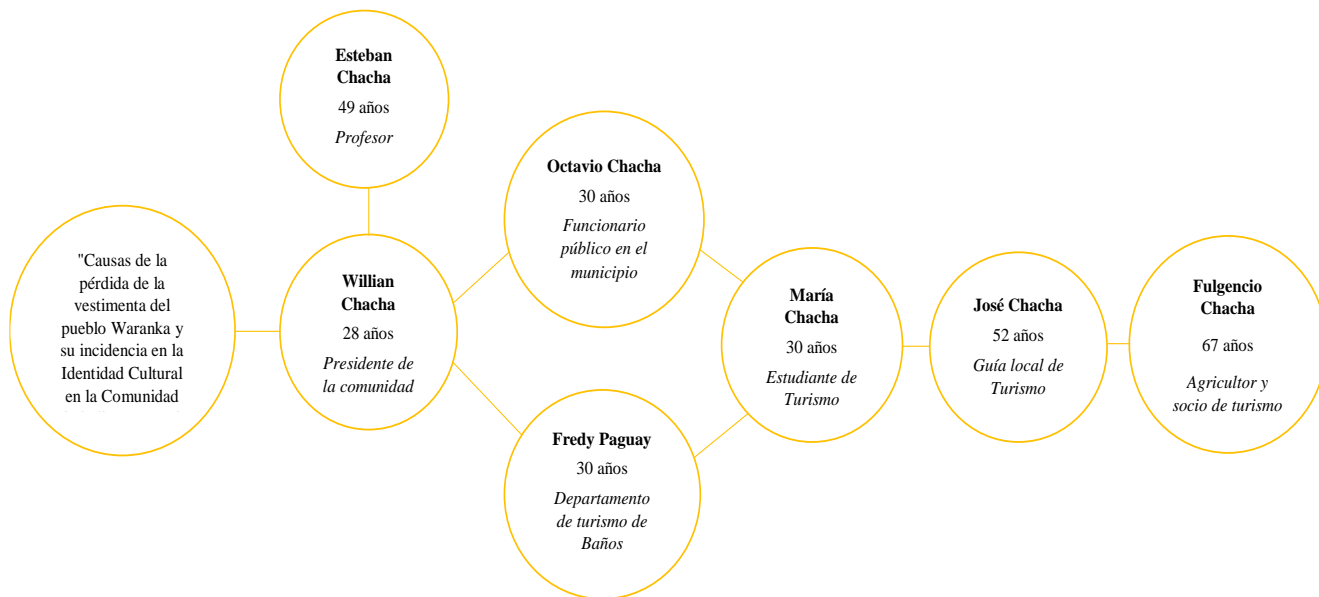 "Causas de la
pérdida de la
vestimenta del
pueblo Waranka y
su incidencia en la
Identidad Cultural
en la Comunidad
Esteban
Chacha
49 años
Profesor
Willian
Chacha
28 años
Presidente de
la comunidad
Octavio Chacha
30 años
Funcionario
público en el
municipio
Fredy Paguay
30 años
Departamento
de turismo de
Baños
María
Chacha
30 años
Estudiante de
Turismo
José Chacha
52 años
Guía local de
Turismo
Fulgencio
Chacha
67 años
Agricultor y
socio de turismo